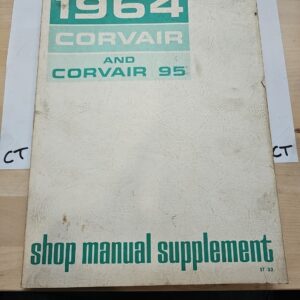 1964
CORVAIR
AND
CORVAIR 95
CT
CT
shop manual supplement